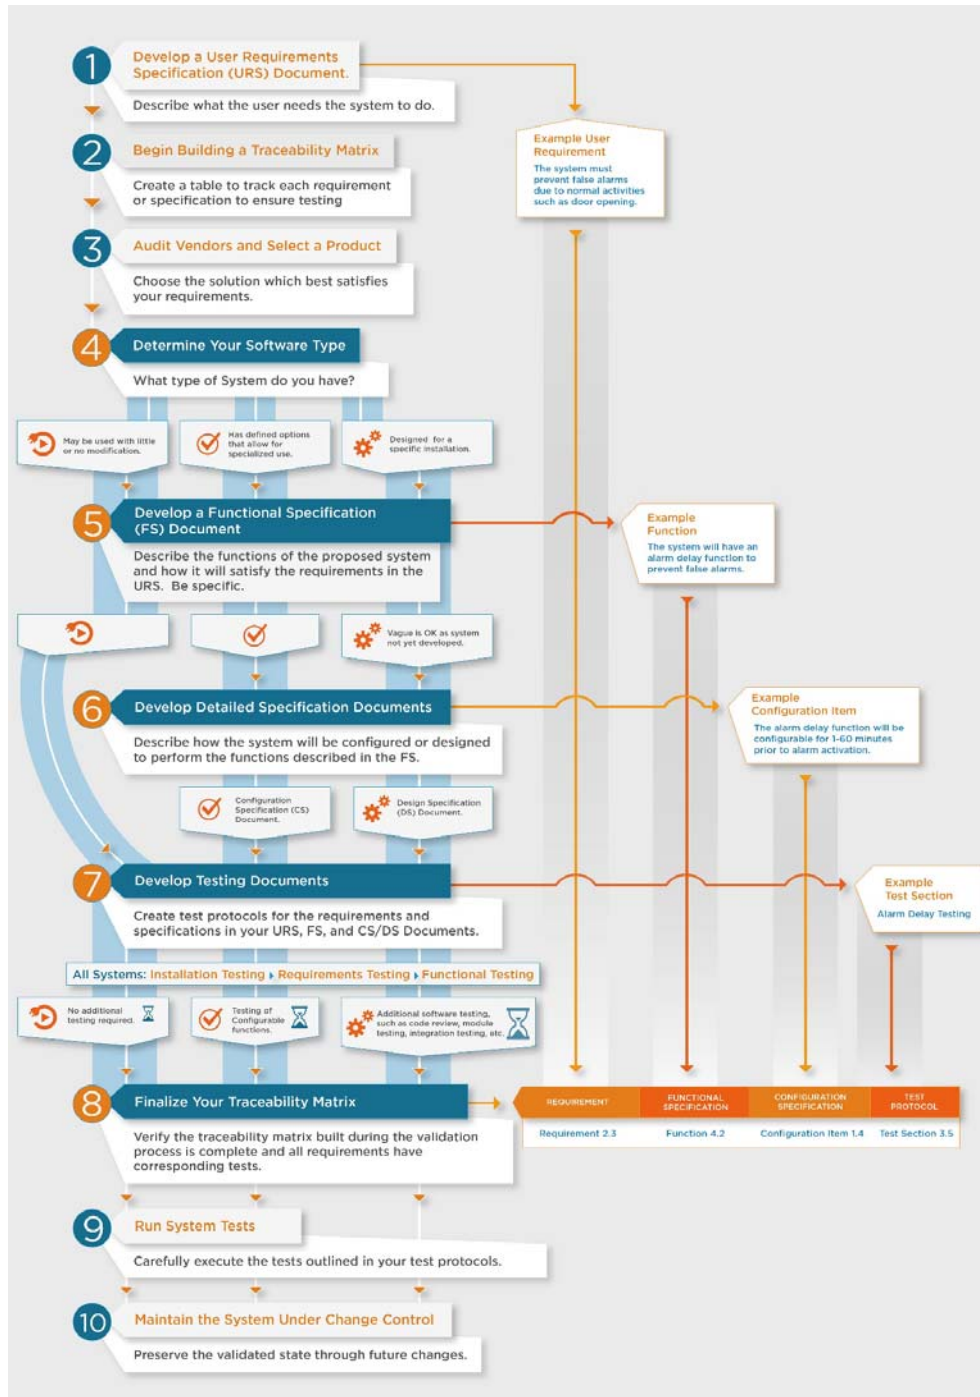 1
Develop a User Requirements
Specification (URS) Document.
Describe what the user needs the system to do.
Example User
Requirement
The system must
prevent false alarms
due to normal activities
such as door opening.
2
Begin Building a Traceability Matrix
Create a table to track each requirement
or specification to ensure testing
3
Audit Vendors and Select a Product
Choose the solution which best satisfies
your requirements.
4
Determine Your Software Type
What type of System do you have?
May be used with little
or no modification.
Has defined options
that allow for
specialized use.
Designed for a
specific installation.
5
Develop a Functional Specification
(FS) Document
Describe the functions of the proposed system
and how it will satisfy the requirements in the
URS. Be specific.
Example
Function
The system will have an
alarm delay function to
prevent false alarms.
Vague is OK as system
not yet developed.
6
Develop Detailed Specification Documents
Describe how the system will be configured or designed
to perform the functions described in the FS.
Example
Configuration Item
The alarm delay function will be
configurable for 1-60 minutes
prior to alarm activation.
Configuration
Specification (CS)
Document.
Design Specification
(DS) Document.
7
Develop Testing Documents
Create test protocols for the requirements and
specifications in your URS, FS, and CS/DS Documents.
Example
Test Section
Alarm Delay Testing
All Systems: Installation Testing Requirements Testing Functional Testing
No additional
testing required.
Testing of
Configurable
functions.
Additional software testing,
such as code review, module
testing, integration testing, etc.
8
Finalize Your Traceability Matrix
Verify the traceability matrix built during the validation
process is complete and all requirements have
corresponding tests.
REQUIREMENT
FUNCTIONAL
SPECIFICATION
CONFIGURATION
SPECIFICATION
TEST
PROTOCOL
Requirement 2.3
Function 4.2
Configuration Item 1.4
Test Section 3.5
9
Run System Tests
Carefully execute the tests outlined in your test protocols.
10
Maintain the System Under Change Control
Preserve the validated state through future changes.